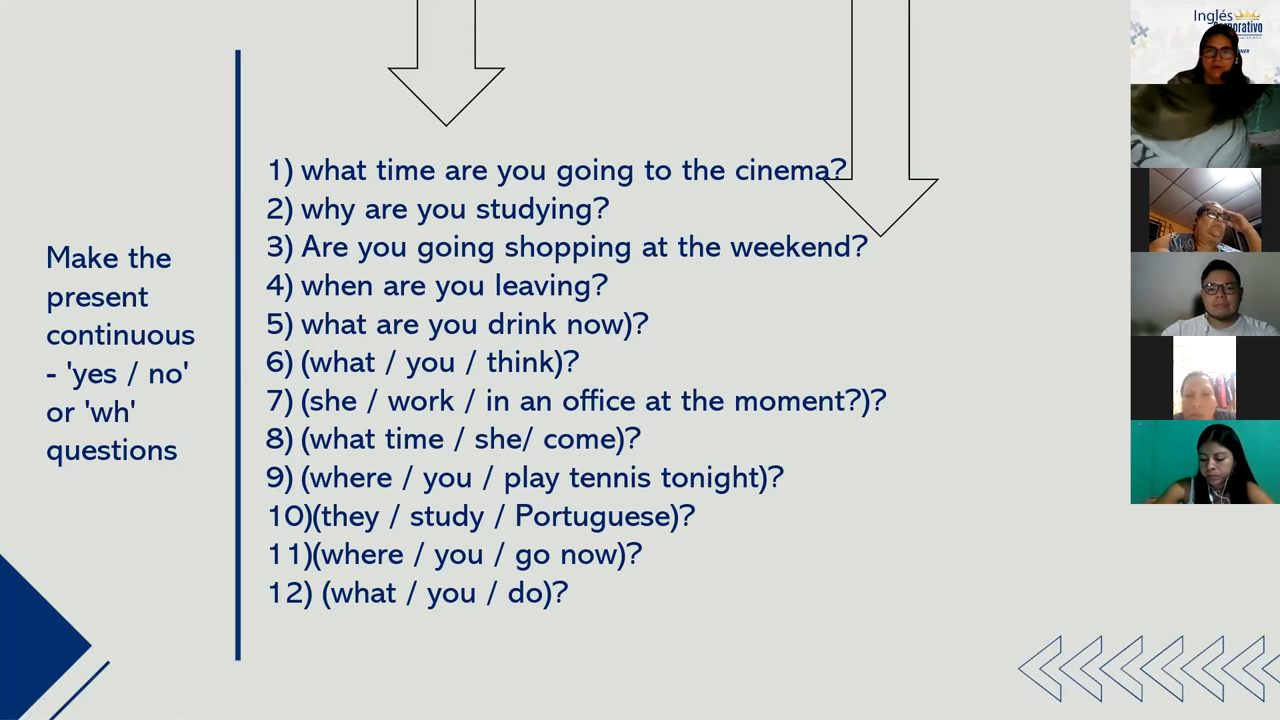 Make the
present
continuous
- 'yes / no'
or 'wh'
questions
1) what time are you going to the cinema?
2) why are you studying?
3) Are you going shopping at the weekend?
4) when are you leaving?
5) what are you drink now)?
6) (what / you / think)?
7) (she / work / in an office at the moment?)?
8) (what time / she/ come)?
9) (where / you / play tennis tonight)?
10)(they / study / Portuguese)?
11)(where / you / go now)?
12) (what / you / do)?
Inglés